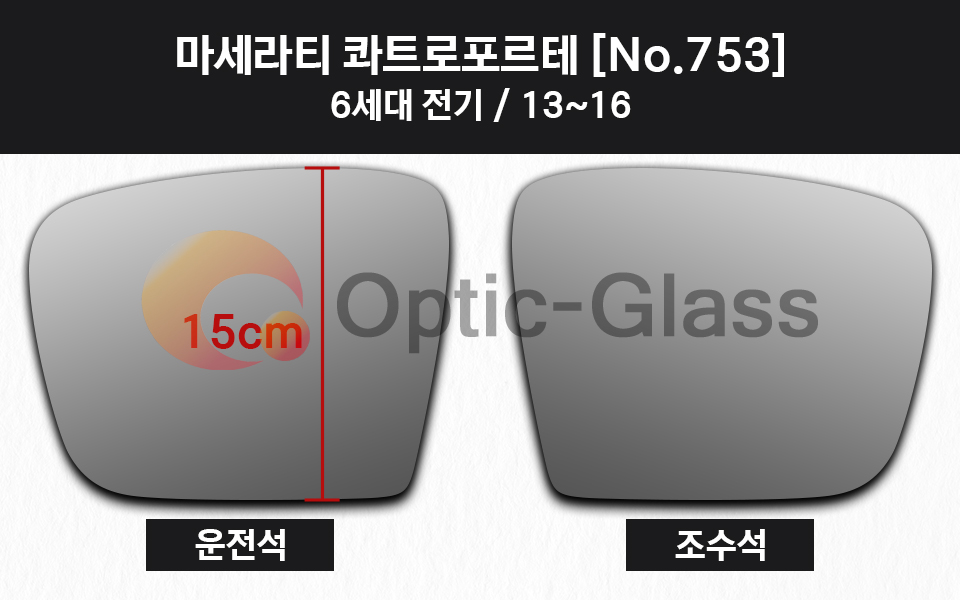 마세라티 콰트로포르테 [No.753]
6세대 전기 / 13~16
15cm
Optic-Glass
운전석
조수석